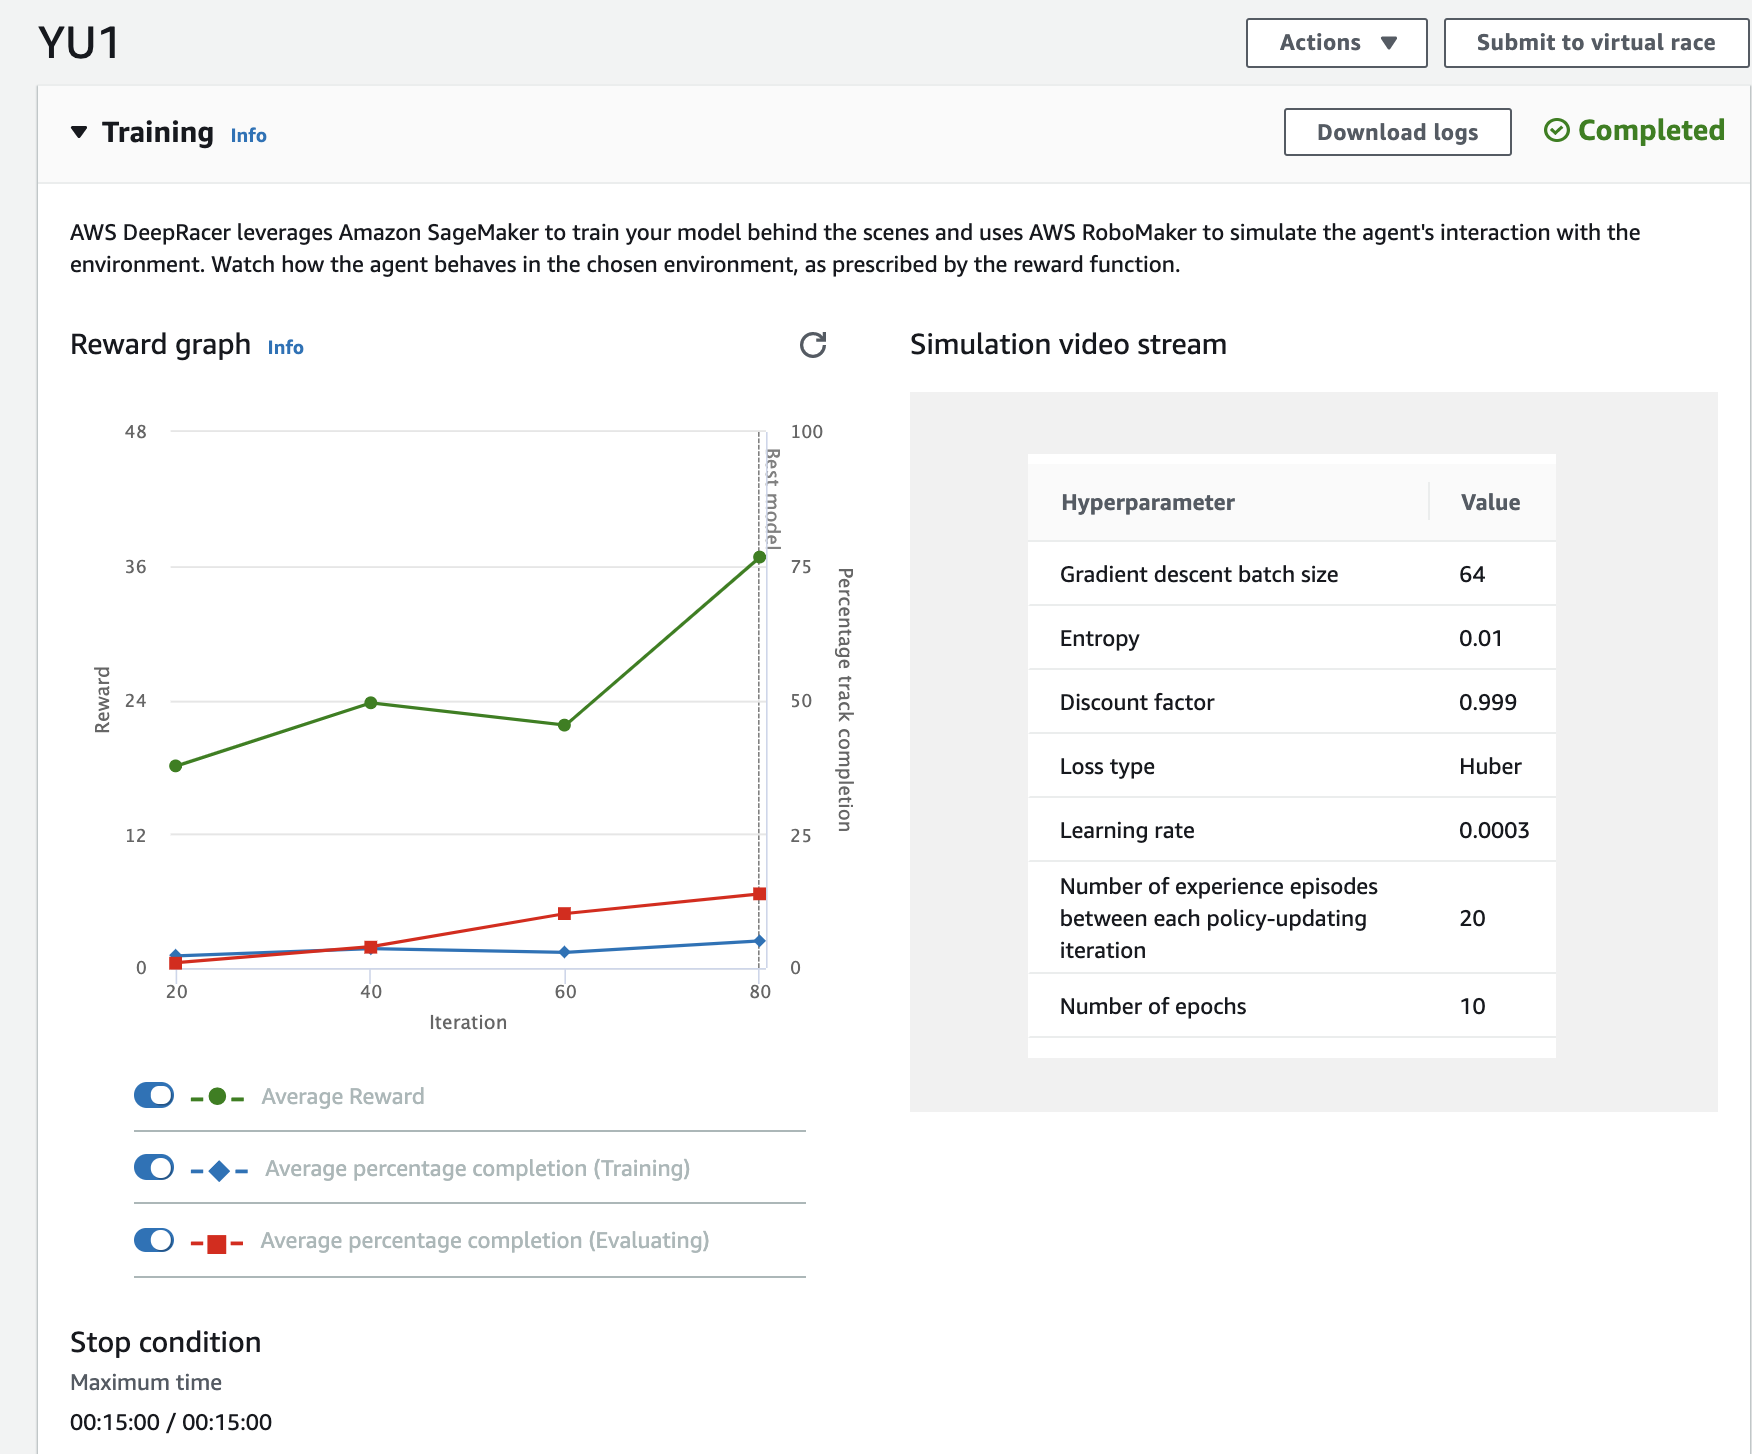 YU1
Actions
Submit to virtual race
Training Info
Download logs
Completed
AWS DeepRacer leverages Amazon SageMaker to train your model behind the scenes and uses AWS RoboMaker to simulate the agent's interaction with the
environment. Watch how the agent behaves in the chosen environment, as prescribed by the reward function.
Reward graph Info
48
36
24
12
0
Reward
100
75
50
25
0
Percentage track completion
Best model
20 40 60 80
Iteration
Average Reward
Average percentage completion (Training)
Average percentage completion (Evaluating)
Simulation video stream
Hyperparameter Value
Gradient descent batch size 64
Entropy 0.01
Discount factor 0.999
Loss type Huber
Learning rate 0.0003
Number of experience episodes
between each policy-updating 20
iteration
Number of epochs 10
Stop condition
Maximum time
00:15:00 / 00:15:00